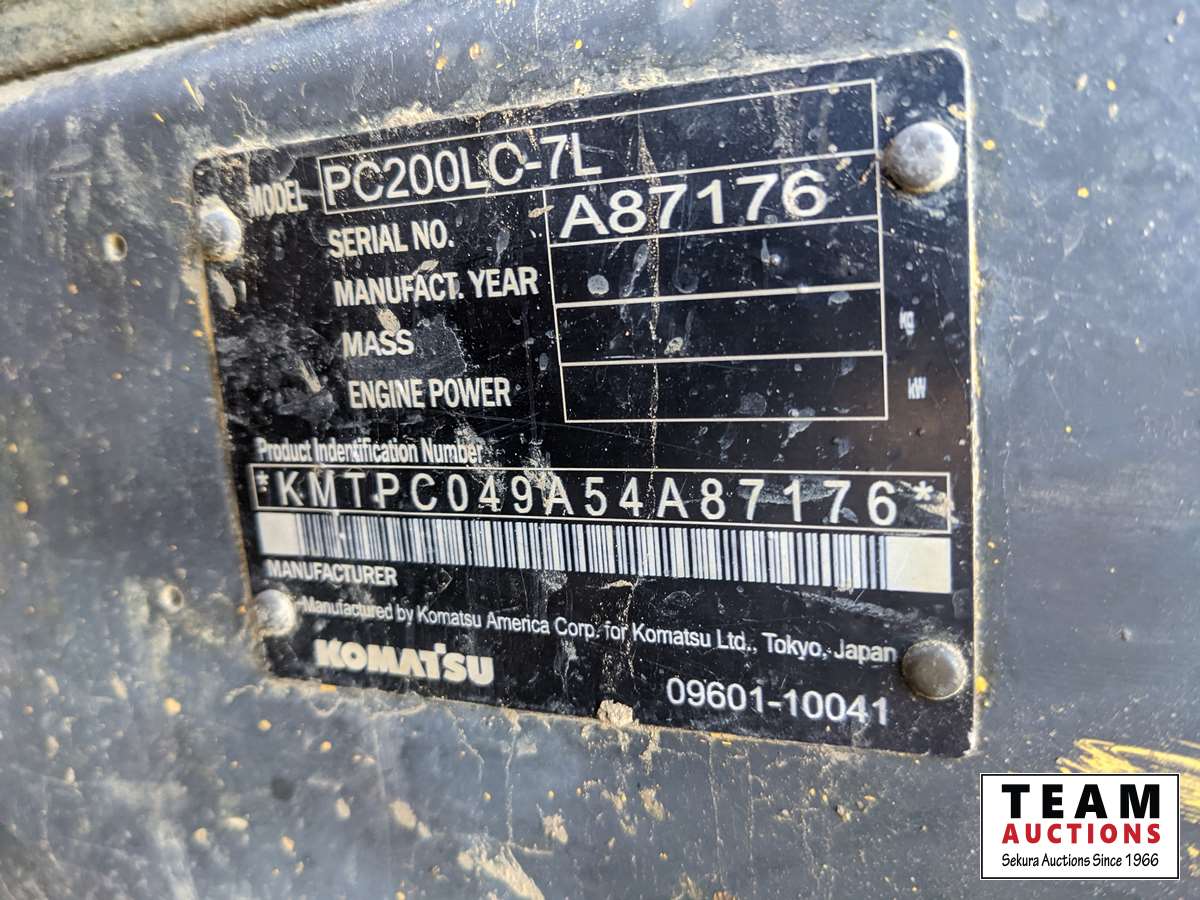 MODEL PC200LC-7L
SERIAL NO. A87176
MANUFACT. YEAR
MASS kg
ENGINE POWER kW
Product Indentification Number
*KMTPC049A54A87176*
MANUFACTURER
Manufactured by Komatsu America Corp. for Komatsu Ltd., Tokyo, Japan
KOMATSU 09601-10041
TEAM
AUCTIONS
Sekura Auctions Since 1966